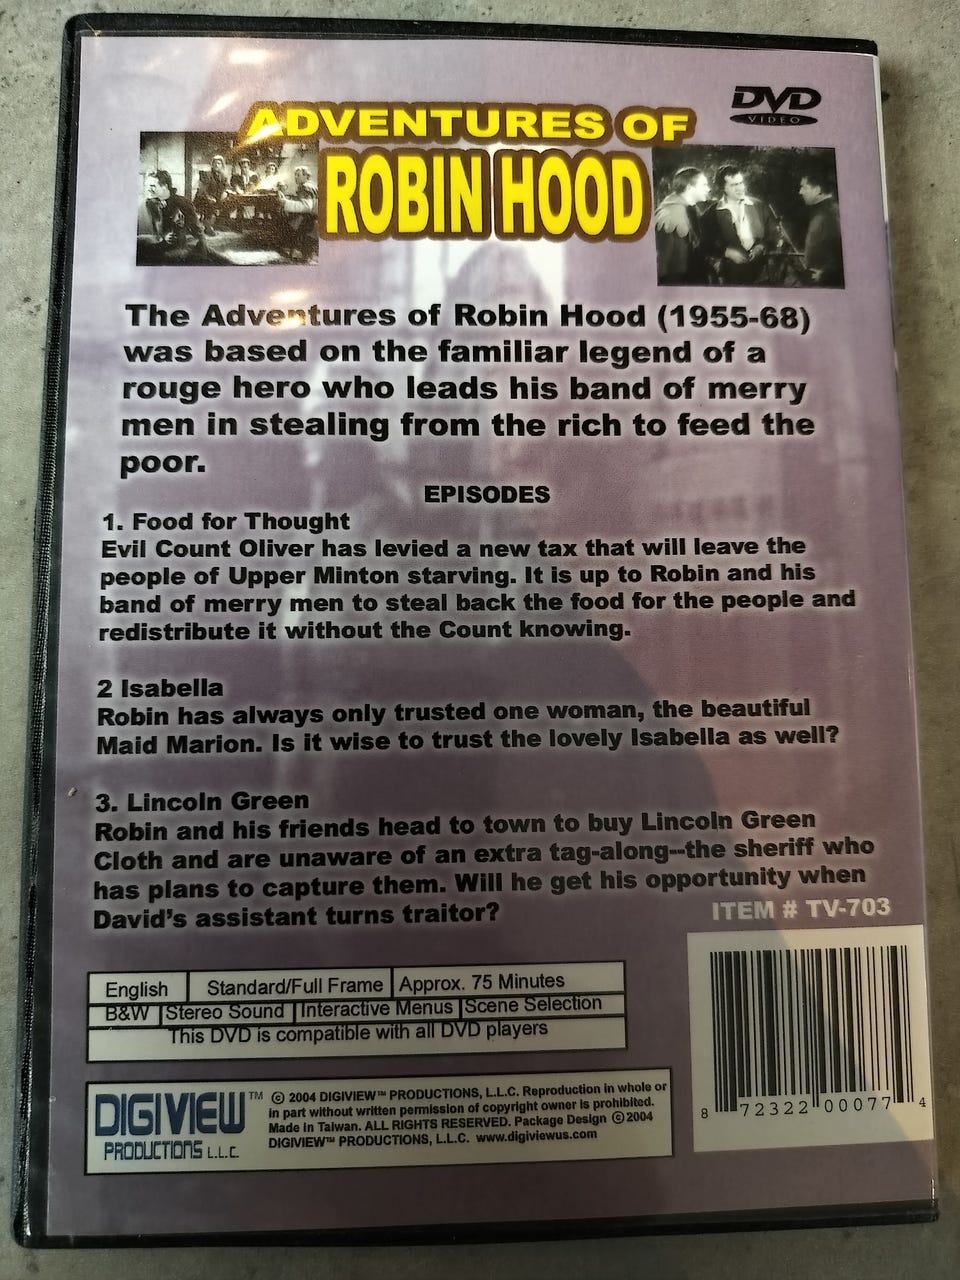 DVD
VIDEO
ADVENTURES OF
ROBIN HOOD
The Adventures of Robin Hood (1955-68)
was based on the familiar legend of a
rouge hero who leads his band of merry
men in stealing from the rich to feed the
poor.
EPISODES
1. Food for Thought
Evil Count Oliver has levied a new tax that will leave the
people of Upper Minton starving. It is up to Robin and his
band of merry men to steal back the food for the people and
redistribute it without the Count knowing.
2 Isabella
Robin has always only trusted one woman, the beautiful
Maid Marion. Is it wise to trust the lovely Isabella as well?
3. Lincoln Green
Robin and his friends head to town to buy Lincoln Green
Cloth and are unaware of an extra tag-along--the sheriff who
has plans to capture them. Will he get his opportunity when
David's assistant turns traitor?
ITEM # TV-703
English Standard/Full Frame Approx. 75 Minutes
B&W Stereo Sound Interactive Menus Scene Selection
This DVD is compatible with all DVD players
DIGIVIEW™
PRODUCTIONS L.L.C.
© 2004 DIGIVIEW™ PRODUCTIONS, L.L.C. Reproduction in whole or
in part without written permission of copyright owner is prohibited.
Made in Taiwan. ALL RIGHTS RESERVED. Package Design © 2004
DIGIVIEW™ PRODUCTIONS, L.L.C. www.digiviewus.com
8 72322 00077 4